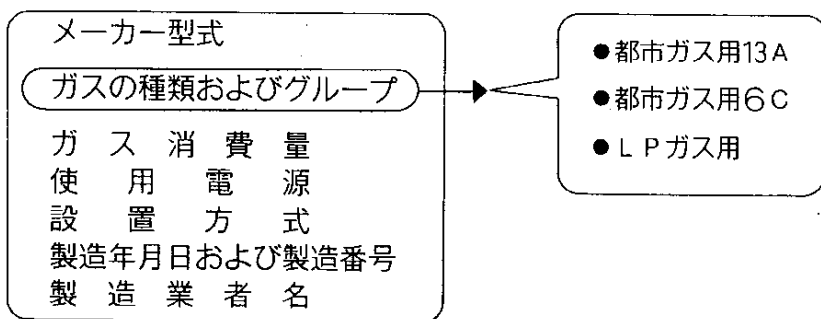 メーカー型式
ガスの種類およびグループ
ガス消費量
使用電源
設置方式
製造年月日および製造番号
製造業者名
●都市ガス用13A
●都市ガス用6C
●LPガス用